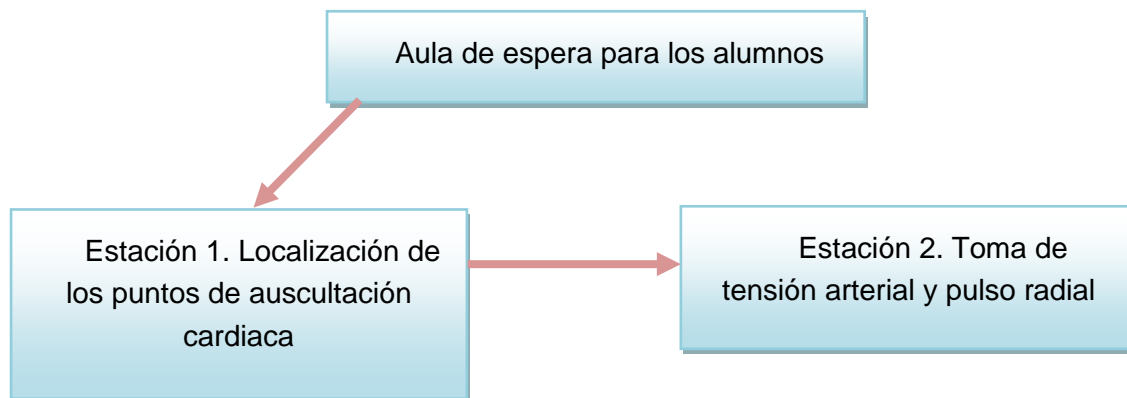 Aula de espera para los alumnos
Estación 1. Localización de
los puntos de auscultación
cardiaca
Estación 2. Toma de
tensión arterial y pulso radial